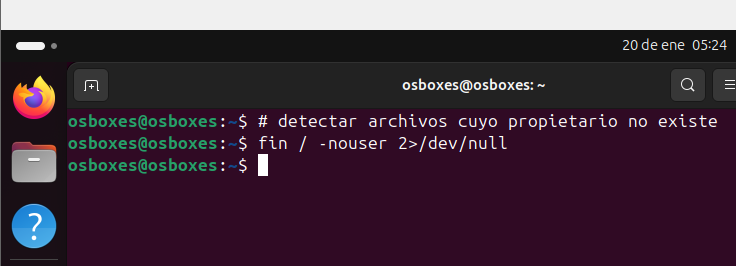 20 de ene 05:24
osboxes@osboxes: ~
osboxes@osboxes:~$ # detectar archivos cuyo propietario no existe
osboxes@osboxes:~$ fin / -nouser 2>/dev/null
osboxes@osboxes:~$
?